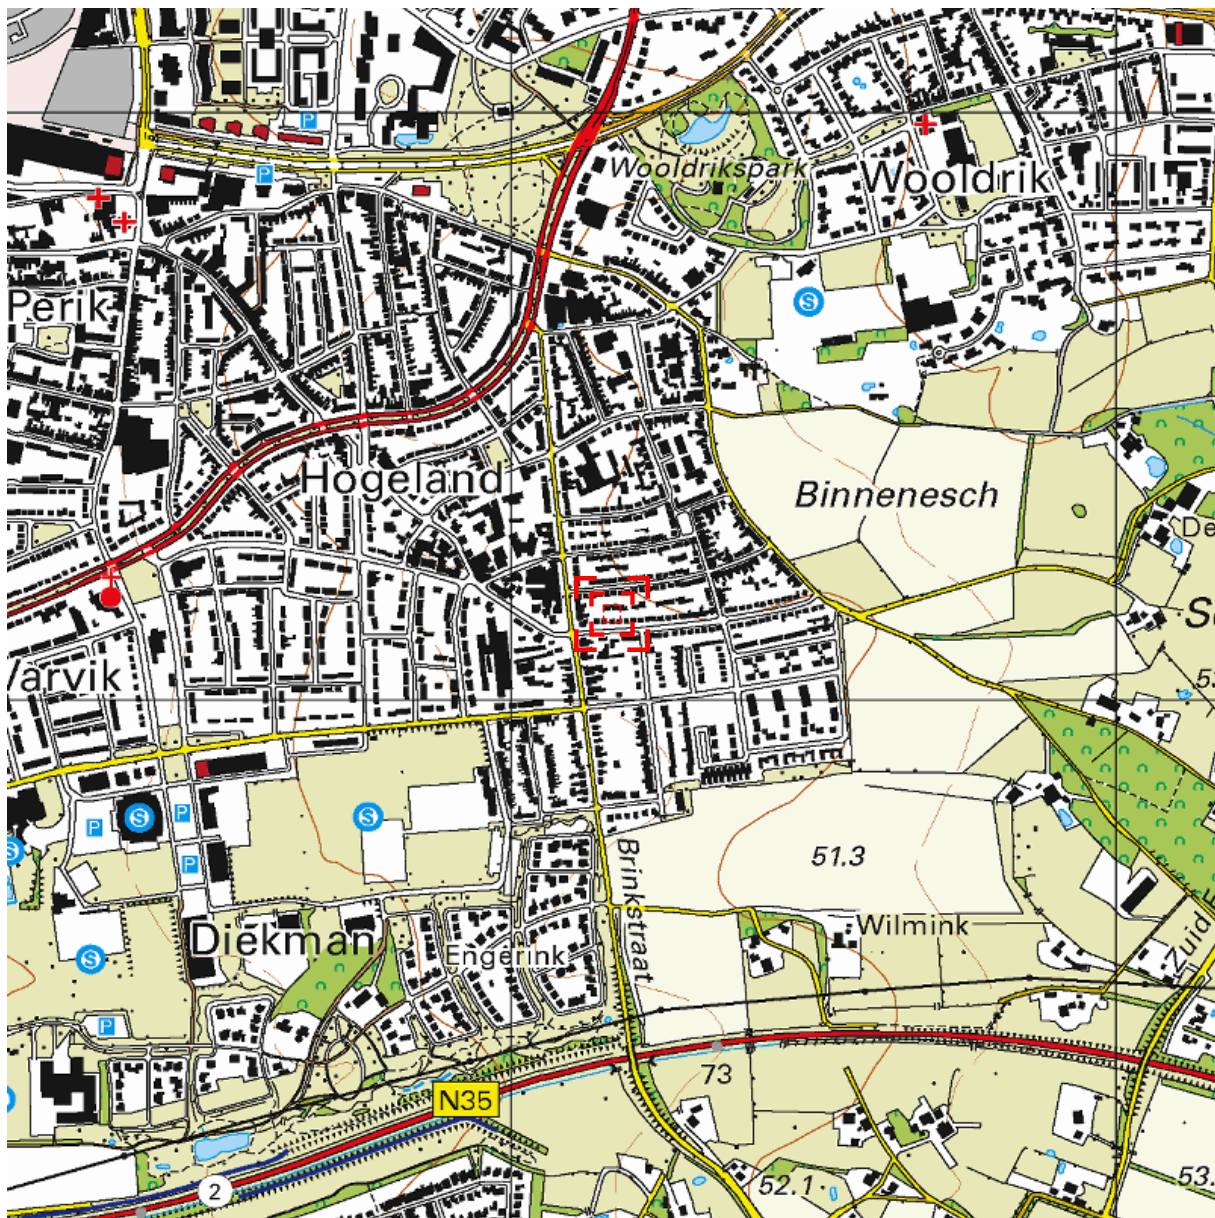 P
Wooldrikspark
Wooldrik
P
Perik
S
Hogeland
Binnenesch
De
S
Varvik
53
S
S
P
P
P
S
51.3
Brinkstraat
Wilmink
Diekman
Engerink
Zuid
S
P
73
N35
2
52.1
53.